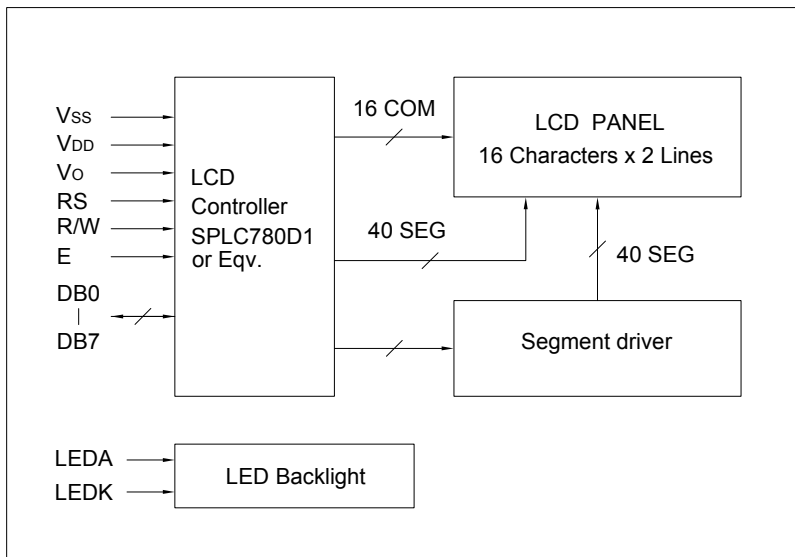 VSS
VDD
VO
RS
R/W
E
DB0
DB7
LCD
Controller
SPLC780D1
or Eqv.
16 COM
40 SEG
LCD PANEL
16 Characters x 2 Lines
40 SEG
Segment driver
LEDA
LEDK
LED Backlight